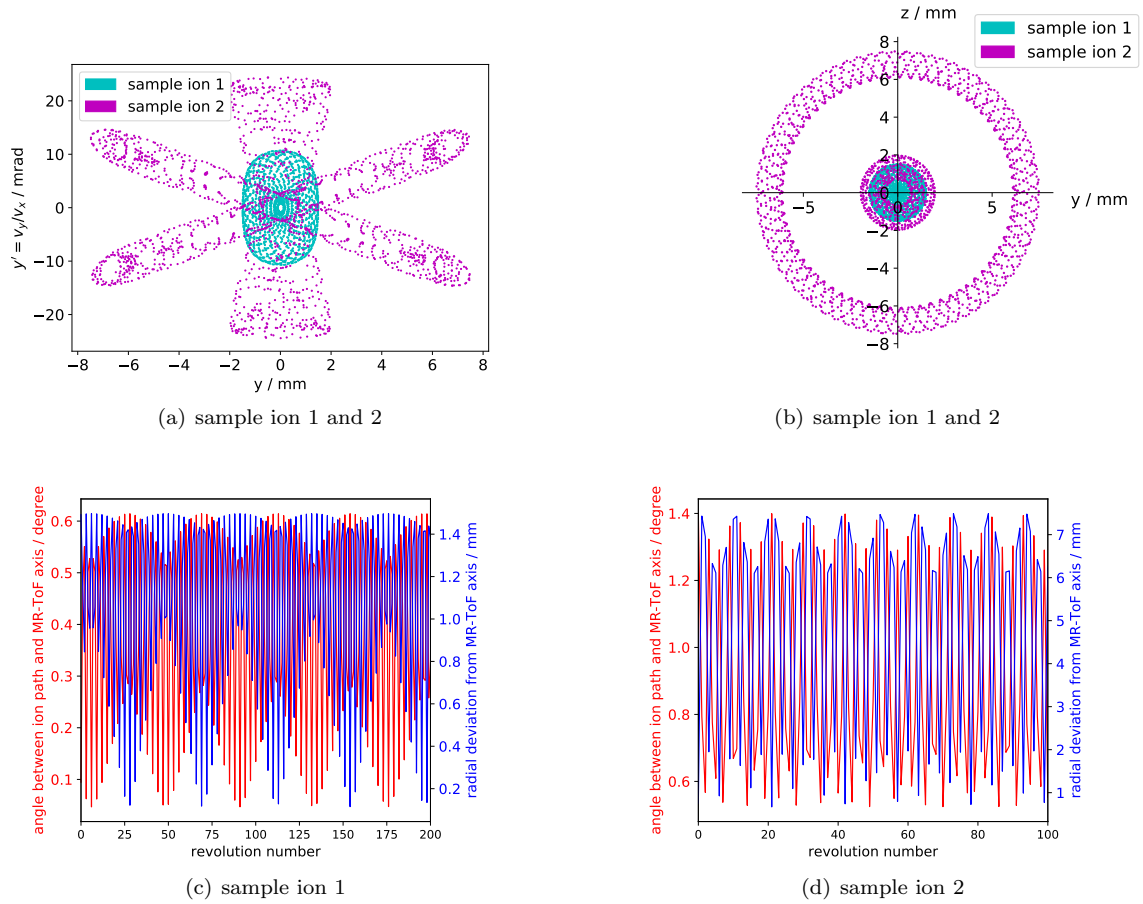 sample ion 1
sample ion 2
20
10
0
−10
−20
y' = v_y/v_x / mrad
−8 −6 −4 −2 0 2 4 6 8
y / mm
(a) sample ion 1 and 2
z / mm
sample ion 1
sample ion 2
8
6
4
2
0
−2
−4
−6
−8
−5 0 5
y / mm
(b) sample ion 1 and 2
angle between ion path and MR-ToF axis / degree
0.6
0.5
0.4
0.3
0.2
0.1
0 25 50 75 100 125 150 175 200
revolution number
1.4
1.2
1.0
0.8
0.6
0.4
0.2
radial deviation from MR-ToF axis / mm
(c) sample ion 1
angle between ion path and MR-ToF axis / degree
1.4
1.2
1.0
0.8
0.6
0 20 40 60 80 100
revolution number
7
6
5
4
3
2
1
radial deviation from MR-ToF axis / mm
(d) sample ion 2